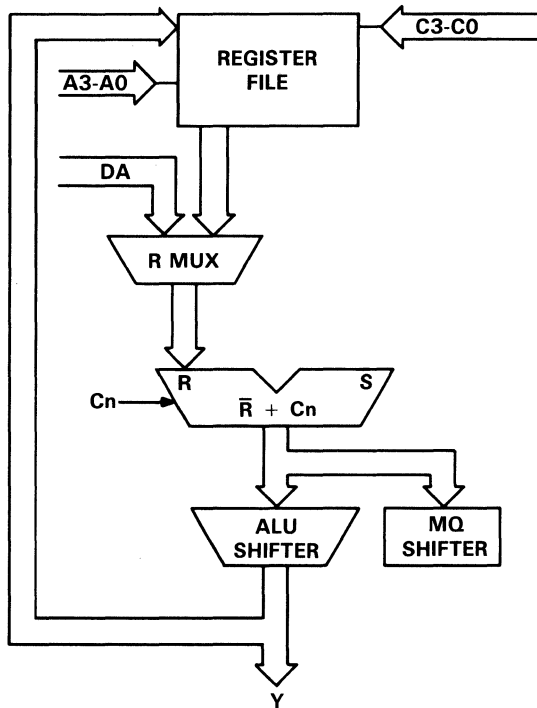 C3-C0
REGISTER
FILE
A3-A0
DA
R MUX
R
S
Cn
R̅ + Cn
ALU
SHIFTER
MQ
SHIFTER
Y